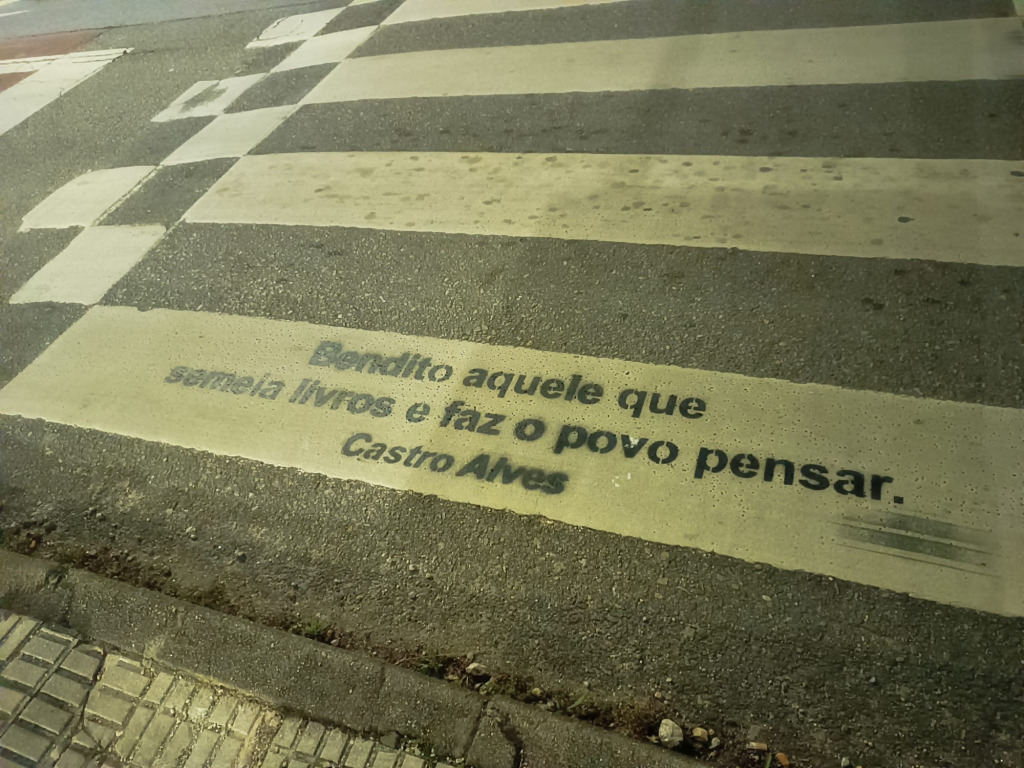 Bendito aquele que
semeia livros e faz o povo pensar.
Castro Alves